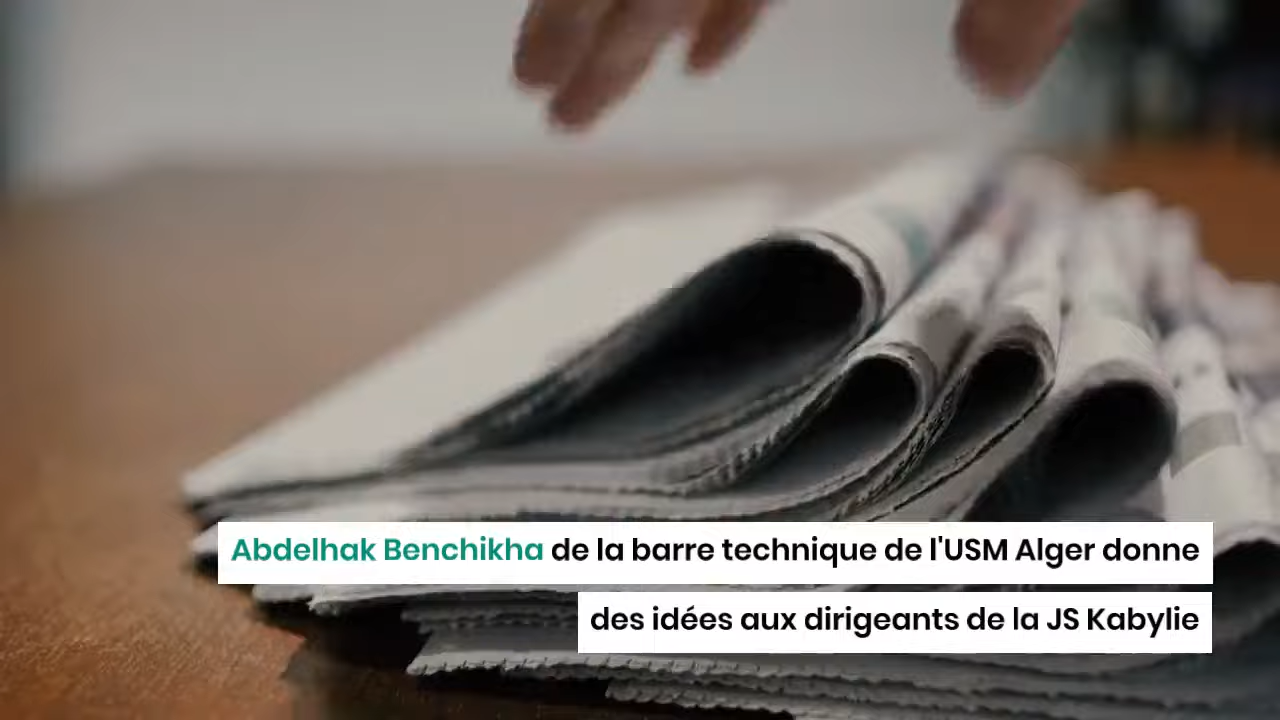 Abdelhak Benchikha de la barre technique de l'USM Alger donne
des idées aux dirigeants de la JS Kabylie